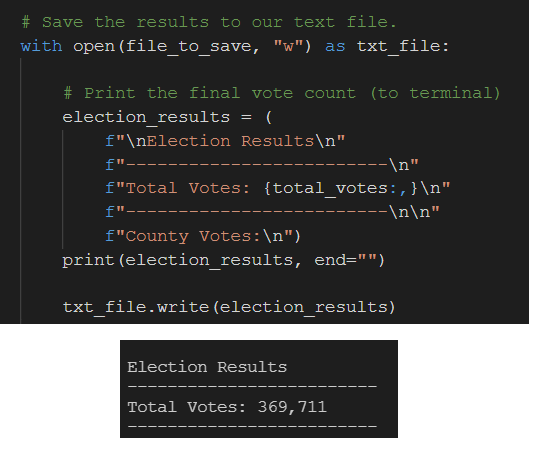 # Save the results to our text file.
with open(file_to_save, "w") as txt_file:
# Print the final vote count (to terminal)
election_results = (
f"\nElection Results\n"
f"-------------------------\n"
f"Total Votes: {total_votes:,}\n"
f"-------------------------\n\n"
f"County Votes:\n")
print(election_results, end="")
txt_file.write(election_results)
Election Results
-------------------------
Total Votes: 369,711
-------------------------